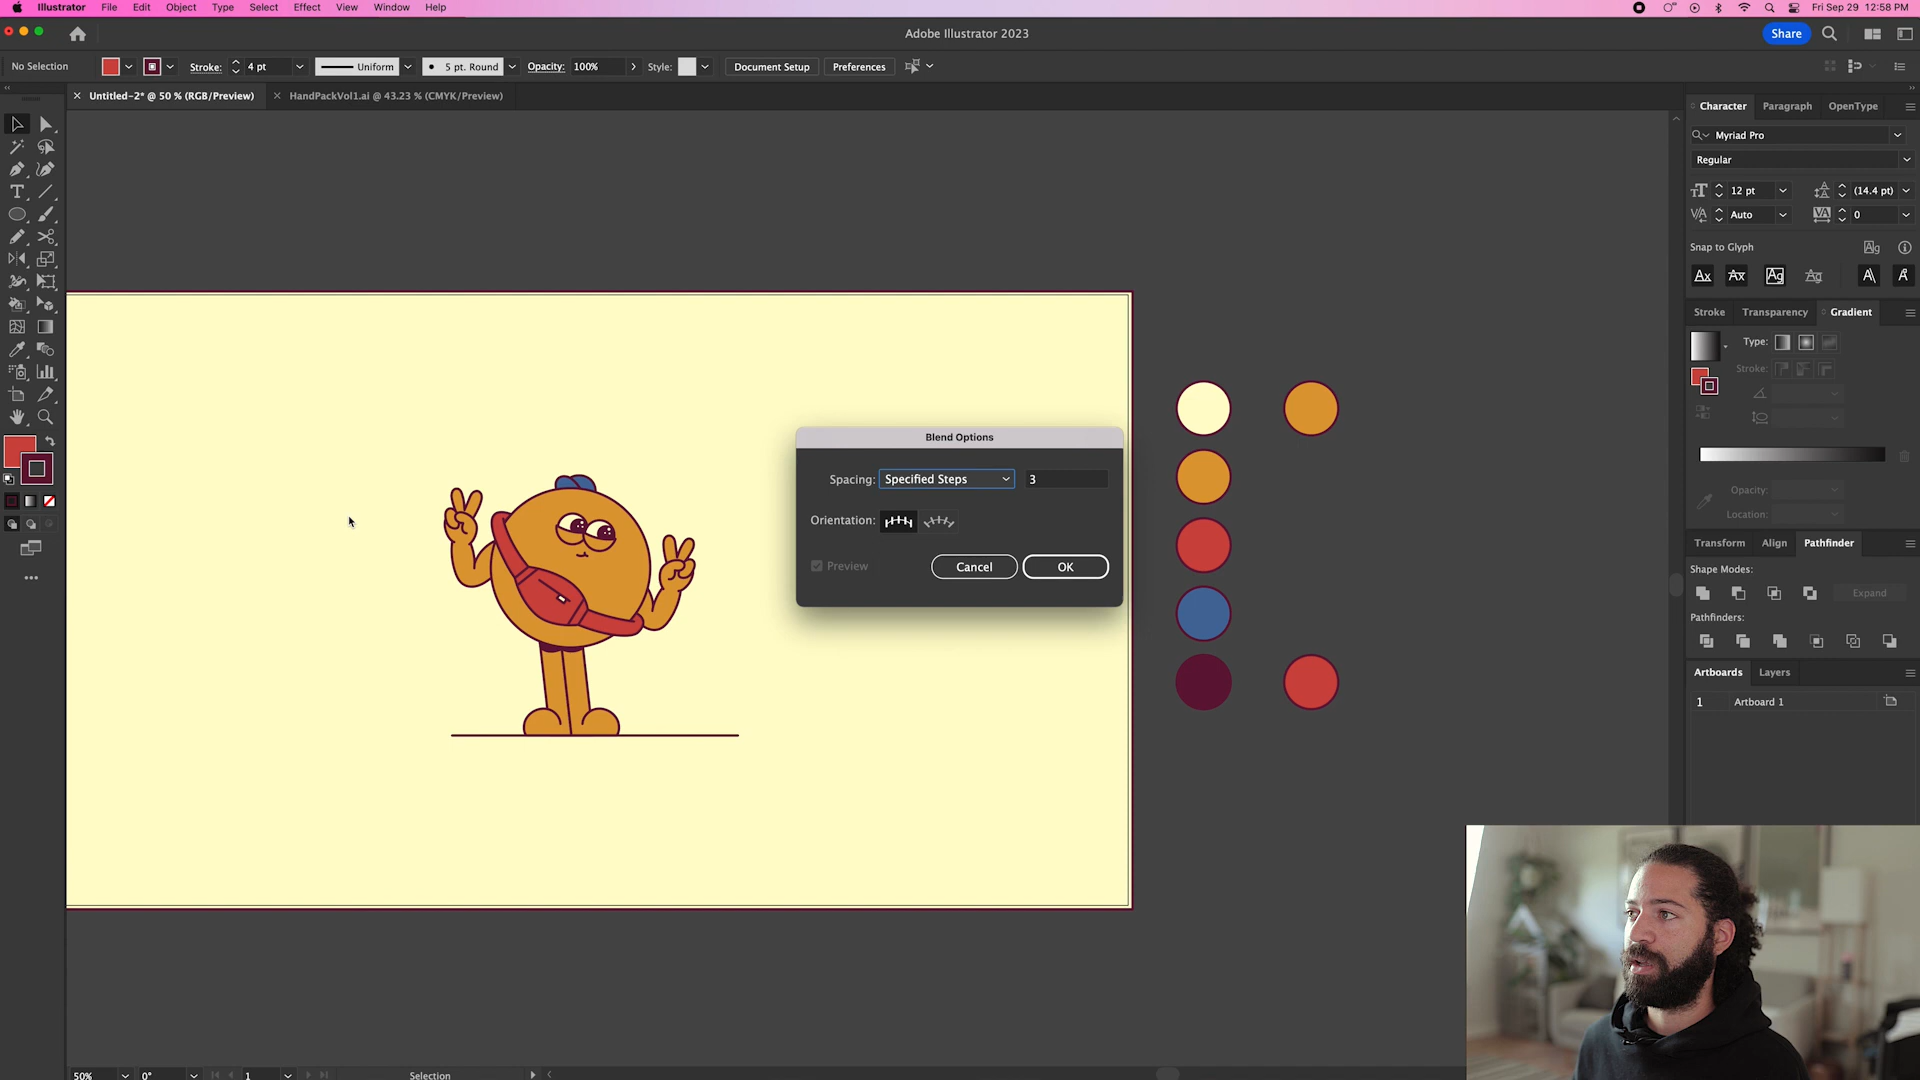 Illustrator File Edit Object Type Select Effect View Window Help
Fri Sep 29 12:58 PM
Adobe Illustrator 2023
Share
No Selection
Stroke: 4 pt
Uniform
5 pt. Round
Opacity: 100%
Style:
Document Setup
Preferences
Untitled-2* @ 50 % (RGB/Preview)
HandPackVol1.ai @ 43.23 % (CMYK/Preview)
Character Paragraph OpenType
Myriad Pro
Regular
12 pt
(14.4 pt)
Auto
0
Snap to Glyph
Stroke Transparency Gradient
Type:
Stroke:
Opacity:
Location:
Blend Options
Spacing: Specified Steps 3
Orientation:
Preview
Cancel
OK
Transform Align Pathfinder
Shape Modes:
Expand
Pathfinders:
Artboards Layers
1 Artboard 1
50%
0°
1
Selection